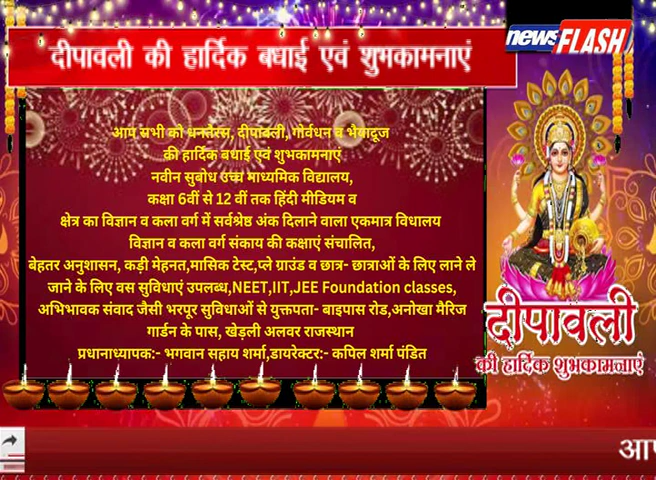 news FLASH
दीपावली की हार्दिक बधाई एवं शुभकामनाएं
आप सभी को धनतेरस, दीपावली, गोर्वधन व भैयादूज
की हार्दिक बधाई एवं शुभकामनाएं
नवीन सुबोध उच्च माध्यमिक विद्यालय,
कक्षा 6वीं से 12 वीं तक हिंदी मीडियम व
क्षेत्र का विज्ञान व कला वर्ग में सर्वश्रेष्ठ अंक दिलाने वाला एकमात्र विधालय
विज्ञान व कला वर्ग संकाय की कक्षाएं संचालित,
बेहतर अनुशासन, कड़ी मेहनत,मासिक टेस्ट,प्ले ग्राउंड व छात्र- छात्राओं के लिए लाने ले
जाने के लिए वस सुविधाएं उपलब्ध,NEET,IIT,JEE Foundation classes,
अभिभावक संवाद जैसी भरपूर सुविधाओं से युक्तपता- बाइपास रोड,अनोखा मैरिज
गार्डन के पास, खेड़ली अलवर राजस्थान
प्रधानाध्यापक:- भगवान सहाय शर्मा,डायरेक्टर:- कपिल शर्मा पंडित
दीपावली
की हार्दिक शुभकामनाएं